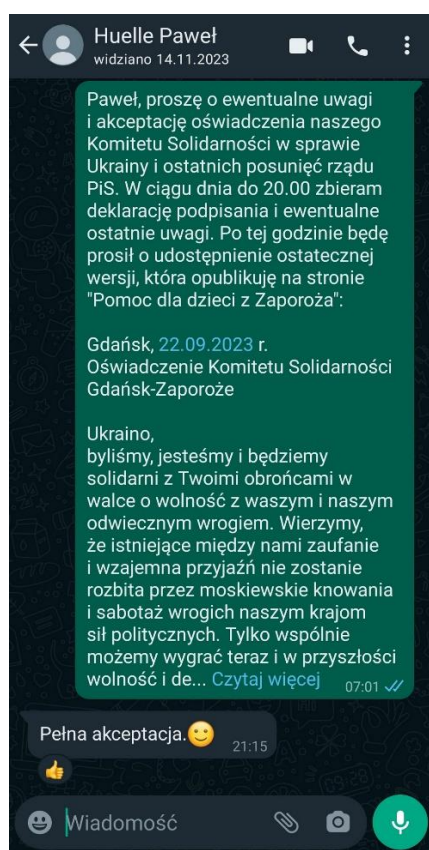 Huelle Paweł
widziano 14.11.2023
Paweł, proszę o ewentualne uwagi
i akceptację oświadczenia naszego
Komitetu Solidarności w sprawie
Ukrainy i ostatnich posunięć rządu
PiS. W ciągu dnia do 20.00 zbieram
deklarację podpisania i ewentualne
ostatnie uwagi. Po tej godzinie będę
prosił o udostępnienie ostatecznej
wersji, która opublikuję na stronie
"Pomoc dla dzieci z Zaporoża":
Gdańsk, 22.09.2023 r.
Oświadczenie Komitetu Solidarności
Gdańsk-Zaporoże
Ukraino,
byliśmy, jesteśmy i będziemy
solidarni z Twoimi obrońcami w
walce o wolność z waszym i naszym
odwiecznym wrogiem. Wierzymy,
że istniejące między nami zaufanie
i wzajemna przyjaźń nie zostanie
rozbita przez moskiewskie knowania
i sabotaż wrogich naszym krajom
sił politycznych. Tylko wspólnie
możemy wygrać teraz i w przyszłości
wolność i de... Czytaj więcej 07:01
Pełna akceptacja.🙂 21:15
👍
Wiadomość